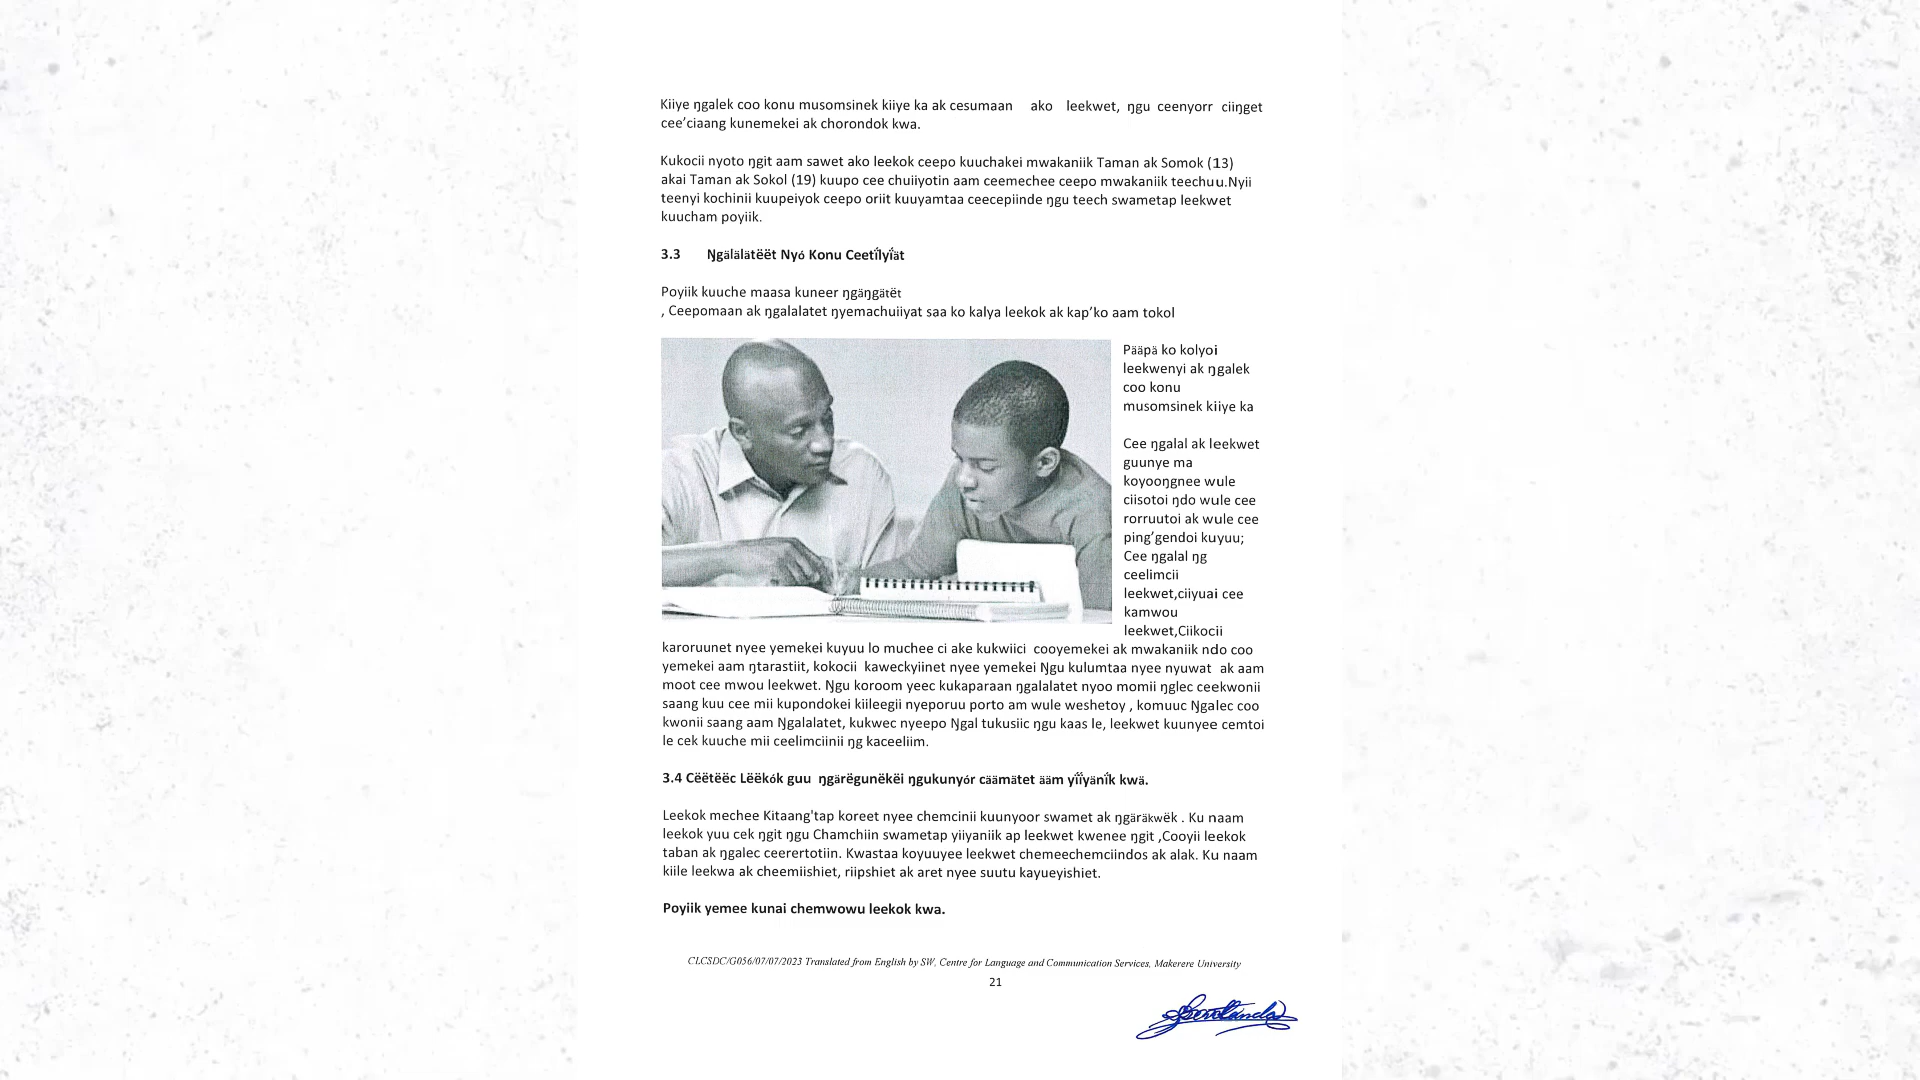 Kiiye ŋgalek coo konu musomsinek kiiye ka ak cesumaan ako leekwet, ŋgu ceenyorr ciiŋget
cee’ciaang kunemekei ak chorondok kwa.
Kukocii nyoto ŋgit aam sawet ako leekok ceepo kuuchakei mwakaniik Taman ak Somok (13)
akai Taman ak Sokol (19) kuupo cee chuiiyotin aam ceemechee ceepo mwakaniik teechuu.Nyii
teenyi kochinii kuupeiyok ceepo oriit kuuyamtaa ceecepiinde ŋgu teech swametap leekwet
kuucham poyiik.
3.3 Ŋgälälätëët Nyó Konu Ceetḯlyḯät
Poyiik kuuche maasa kuneer ŋgäŋgätët
, Ceepomaan ak ŋgalalatet ŋyemachuiiyat saa ko kalya leekok ak kap’ko aam tokol
Pääpä ko kolyoi
leekwenyi ak ŋgalek
coo konu
musomsinek kiiye ka
Cee ŋgalal ak leekwet
guunye ma
koyooŋgnee wule
ciisotoi ŋdo wule cee
rorruutoi ak wule cee
ping’gendoi kuyuu;
Cee ŋgalal ŋg
ceelimcii
leekwet,ciiyuai cee
kamwou
leekwet,Ciikocii
karoruunet nyee yemekei kuyuu lo muchee ci ake kukwiici cooyemekei ak mwakaniik ndo coo
yemekei aam ŋtarastiit, kokocii kaweckyiinet nyee yemekei Ŋgu kulumtaa nyee nyuwat ak aam
moot cee mwou leekwet. Ŋgu koroom yeec kukaparaan ŋgalalatet nyoo momii ŋglec ceekwonii
saang kuu cee mii kupondokei kiileegii nyeporuu porto am wule weshetoy , komuuc Ŋgalec coo
kwonii saang aam Ŋgalalatet, kukwec nyeepo Ŋgal tukusiic ŋgu kaas le, leekwet kuunyee cemtoi
le cek kuuche mii ceelimciinii ŋg kaceeliim.
3.4 Cëëtëëc Lëëkók guu ŋgärëgunëkëi ŋgukunyór cäämätet ääm yḯḯyänḯk kwä.
Leekok mechee Kitaang'tap koreet nyee chemcinii kuunyoor swamet ak ŋgäräkwëk . Ku naam
leekok yuu cek ŋgit ŋgu Chamchiin swametap yiiyaniik ap leekwet kwenee ŋgit ,Cooyii leekok
taban ak ŋgalec ceerertotiin. Kwastaa koyuuyee leekwet chemeechemciindos ak alak. Ku naam
kiile leekwa ak cheemiishiet, riipshiet ak aret nyee suutu kayueyishiet.
Poyiik yemee kunai chemwowu leekok kwa.
CLCSDC/G056/07/07/2023 Translated from English by SW, Centre for Language and Communication Services, Makerere University
21